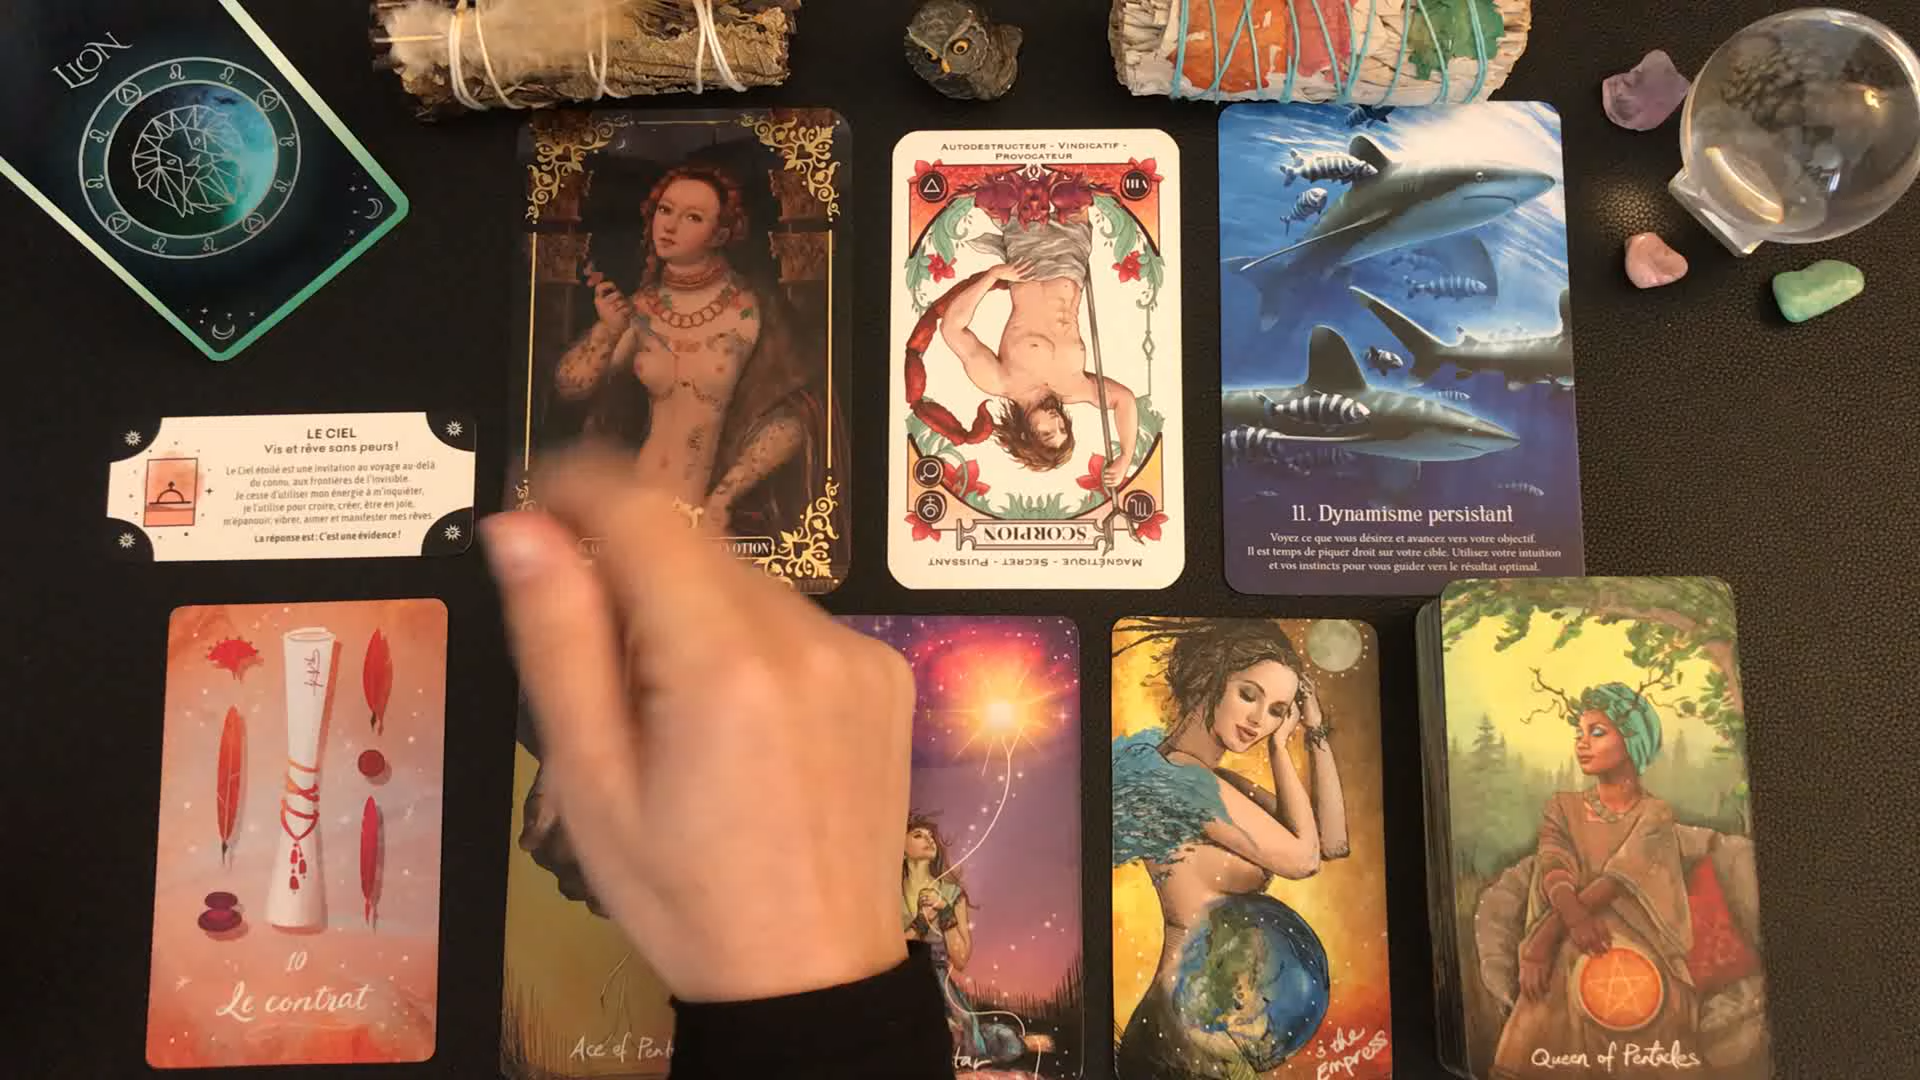 LION
AUTODESTRUCTEUR - VINDICATIF -
PROVOCATEUR
VIII
SCORPION
MAGNÉTIQUE - SECRET - PUISSANT
11. Dynamisme persistant
Voyez ce que vous désirez et avancez vers votre objectif.
Il est temps de piquer droit sur votre cible. Utilisez votre intuition
et vos instincts pour vous guider vers le résultat optimal.
LE CIEL
Vis et rêve sans peurs !
Le Ciel étoilé est une invitation au voyage au-delà
du connu, aux frontières de l'invisible.
Je cesse d'utiliser mon énergie à m'inquiéter,
je l'utilise pour croire, créer, être en joie,
m'épanouir, vibrer, aimer et manifester mes rêves.
La réponse est : C'est une évidence !
10
Le contrat
Ace of Pent
tar
3 the
Empress
Queen of Pentacles